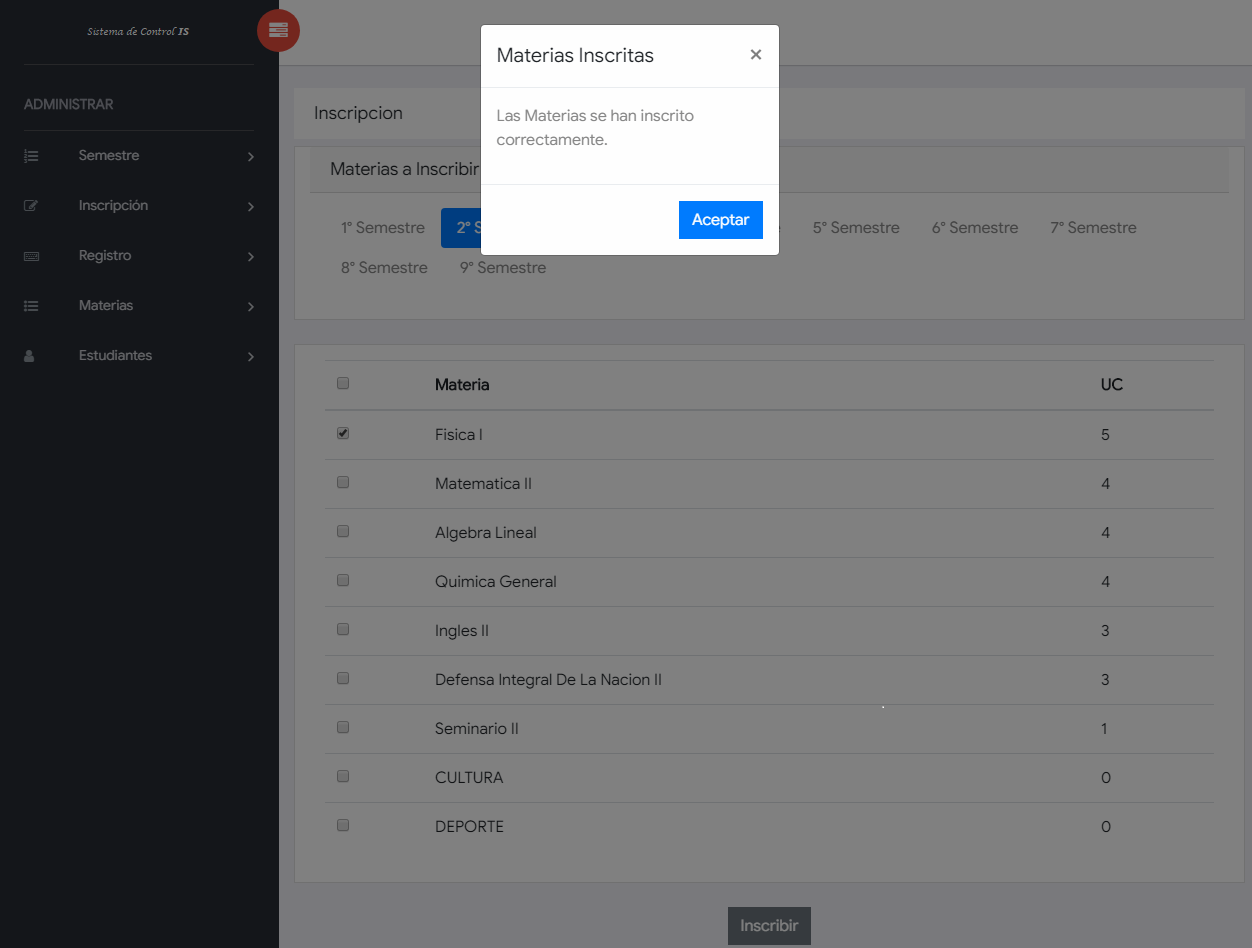 Sistema de Control IS
ADMINISTRAR
Semestre
Inscripción
Registro
Materias
Estudiantes
Materias Inscritas
×
Las Materias se han inscrito
correctamente.
Aceptar
Inscripcion
Materias a Inscribir
1° Semestre 2° S 5° Semestre 6° Semestre 7° Semestre
8° Semestre 9° Semestre
Materia UC
Fisica I 5
Matematica II 4
Algebra Lineal 4
Quimica General 4
Ingles II 3
Defensa Integral De La Nacion II 3
Seminario II 1
CULTURA 0
DEPORTE 0
Inscribir